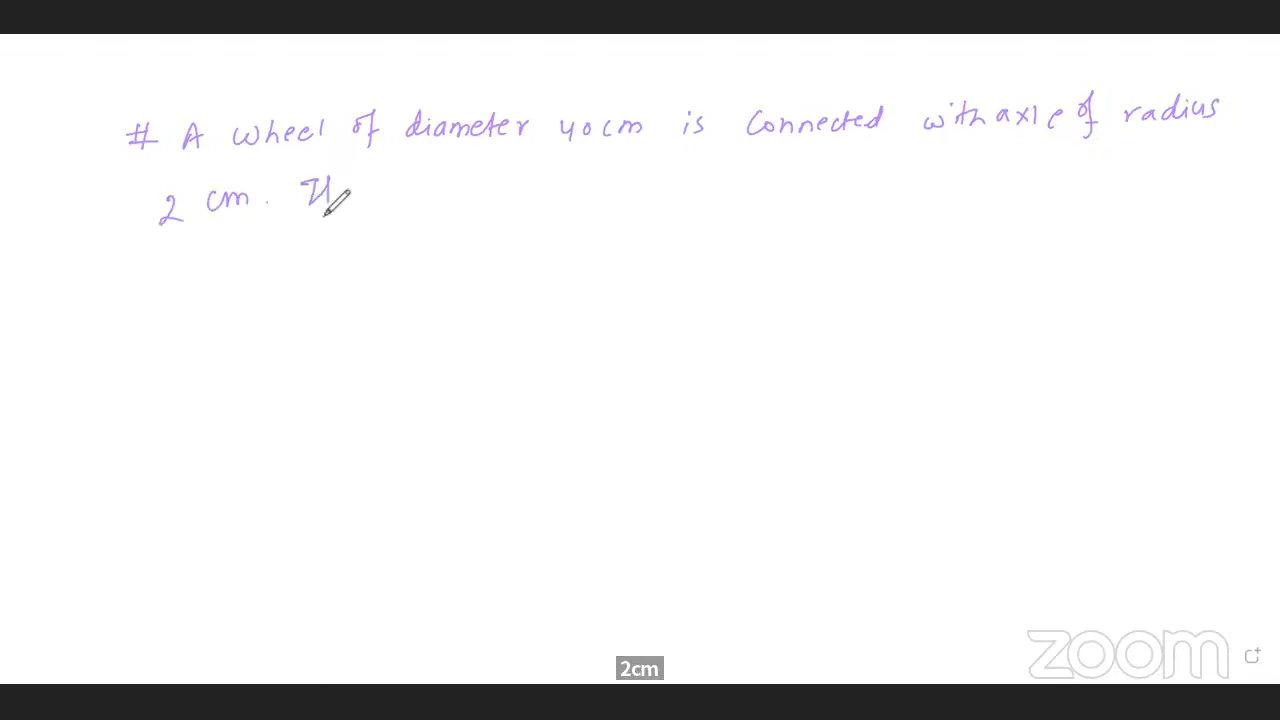 # A wheel of diameter 40cm is connected with axle of radius
2 cm.
2cm
zoom